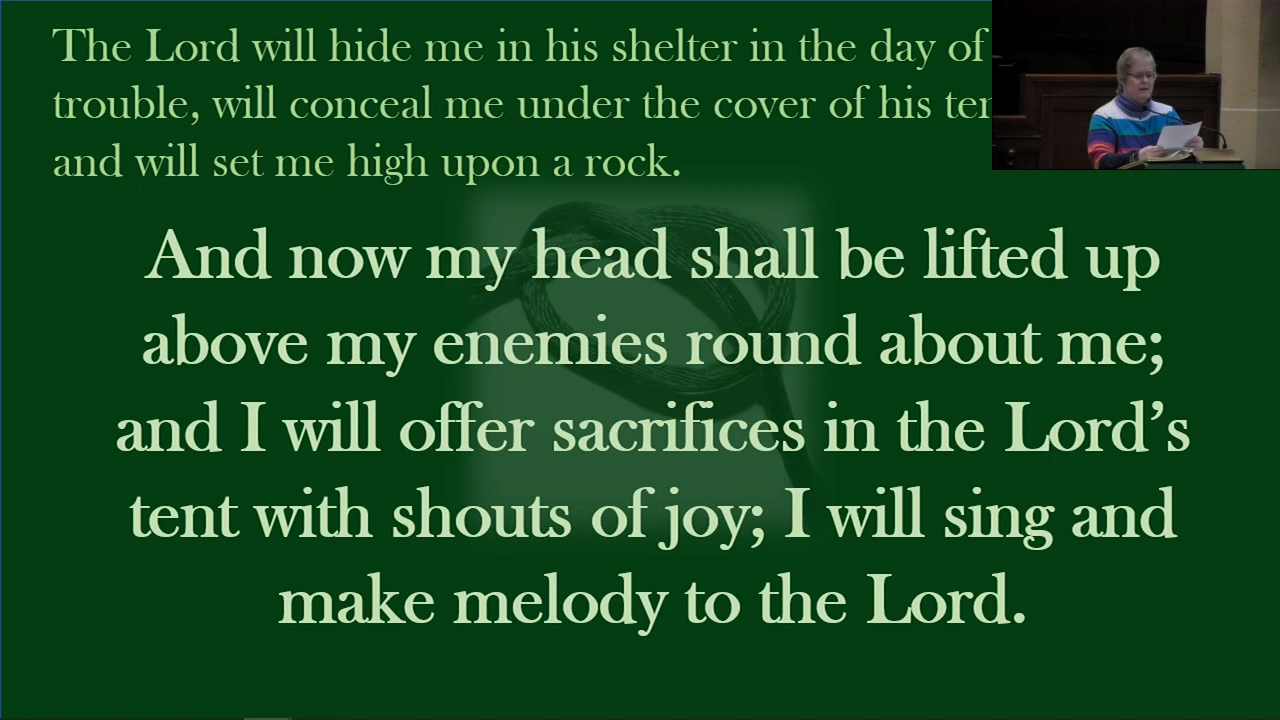 The Lord will hide me in his shelter in the day of
trouble, will conceal me under the cover of his
and will set me high upon a rock.
And now my head shall be lifted up
above my enemies round about me;
and I will offer sacrifices in the Lord’s
tent with shouts of joy; I will sing and
make melody to the Lord.